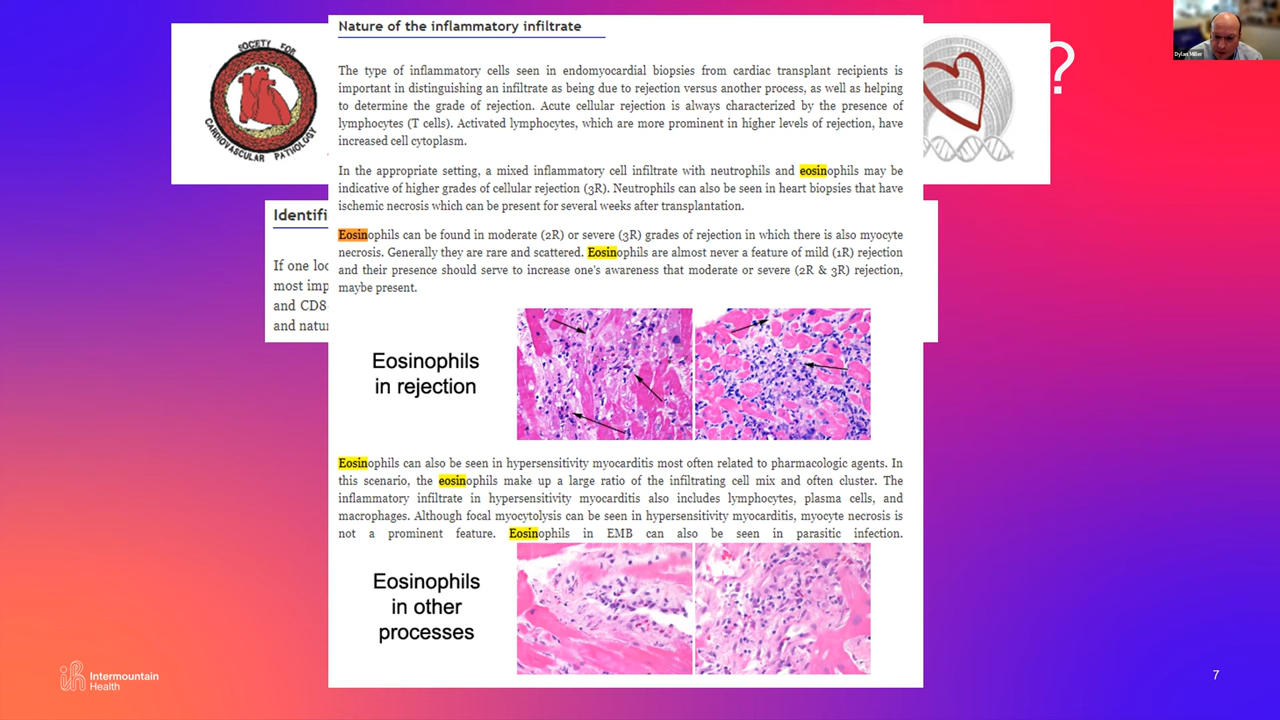 Nature of the inflammatory infiltrate
The type of inflammatory cells seen in endomyocardial biopsies from cardiac transplant recipients is
important in distinguishing an infiltrate as being due to rejection versus another process, as well as helping
to determine the grade of rejection. Acute cellular rejection is always characterized by the presence of
lymphocytes (T cells). Activated lymphocytes, which are more prominent in higher levels of rejection, have
increased cell cytoplasm.
In the appropriate setting, a mixed inflammatory cell infiltrate with neutrophils and eosinophils may be
indicative of higher grades of cellular rejection (3R). Neutrophils can also be seen in heart biopsies that have
ischemic necrosis which can be present for several weeks after transplantation.
Eosinophils can be found in moderate (2R) or severe (3R) grades of rejection in which there is also myocyte
necrosis. Generally they are rare and scattered. Eosinophils are almost never a feature of mild (1R) rejection
and their presence should serve to increase one's awareness that moderate or severe (2R & 3R) rejection,
maybe present.
Eosinophils
in rejection
Eosinophils can also be seen in hypersensitivity myocarditis most often related to pharmacologic agents. In
this scenario, the eosinophils make up a large ratio of the infiltrating cell mix and often cluster. The
inflammatory infiltrate in hypersensitivity myocarditis also includes lymphocytes, plasma cells, and
macrophages. Although focal myocytolysis can be seen in hypersensitivity myocarditis, myocyte necrosis is
not a prominent feature. Eosinophils in EMB can also be seen in parasitic infection.
Eosinophils
in other
processes
SOCIETY FOR
CARDIOVASCULAR PATHOLOGY
?
Dylan Miller
Identifi
If one loo
most imp
and CD8
and natur
Intermountain
Health
7